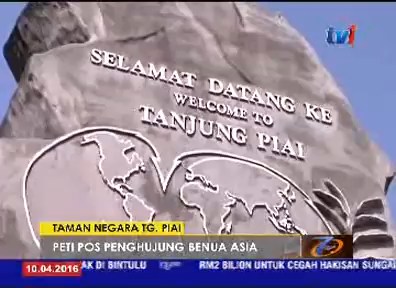 tv1
SELAMAT DATANG KE
WELCOME TO
TANJUNG PIAI
TAMAN NEGARA TG. PIAI
PETI POS PENGHUJUNG BENUA ASIA
10.04.2016
AK DI BINTULU
RM2 BILION UNTUK CEGAH HAKISAN SUNGAI